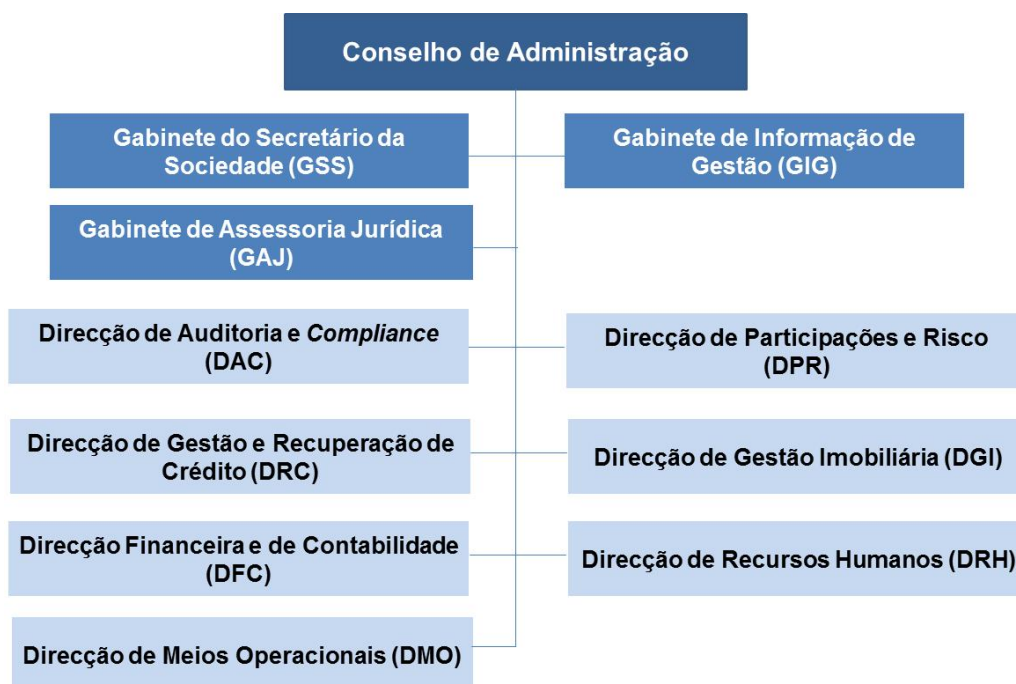 Conselho de Administração
Gabinete do Secretário da
Sociedade (GSS)
Gabinete de Informação de
Gestão (GIG)
Gabinete de Assessoria Jurídica
(GAJ)
Direcção de Auditoria e Compliance
(DAC)
Direcção de Participações e Risco
(DPR)
Direcção de Gestão e Recuperação de
Crédito (DRC)
Direcção de Gestão Imobiliária (DGI)
Direcção Financeira e de Contabilidade
(DFC)
Direcção de Recursos Humanos (DRH)
Direcção de Meios Operacionais (DMO)